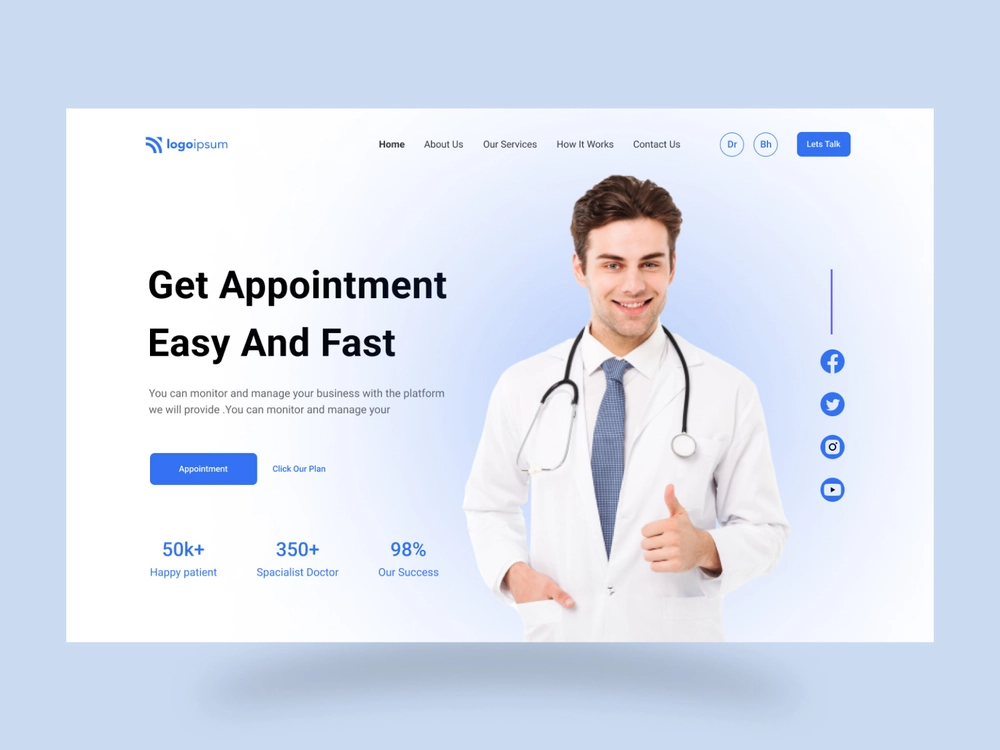 logoipsum
Home About Us Our Services How It Works Contact Us Dr Bh Lets Talk
Get Appointment
Easy And Fast
You can monitor and manage your business with the platform
we will provide .You can monitor and manage your
Appointment Click Our Plan
50k+ 350+ 98%
Happy patient Spacialist Doctor Our Success